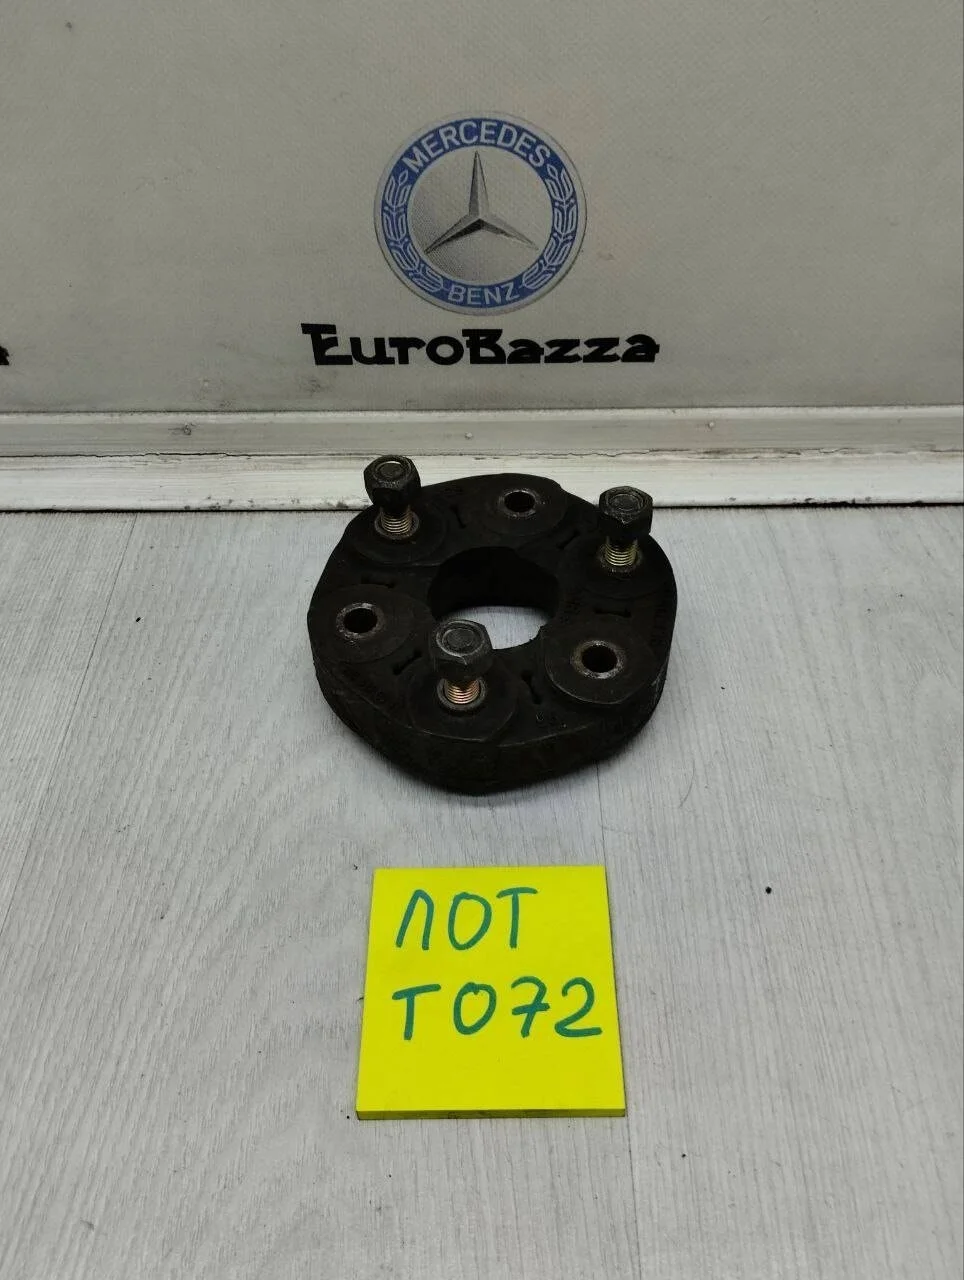 MERCEDES
BENZ
EuroBazza
ЛОТ
Т072